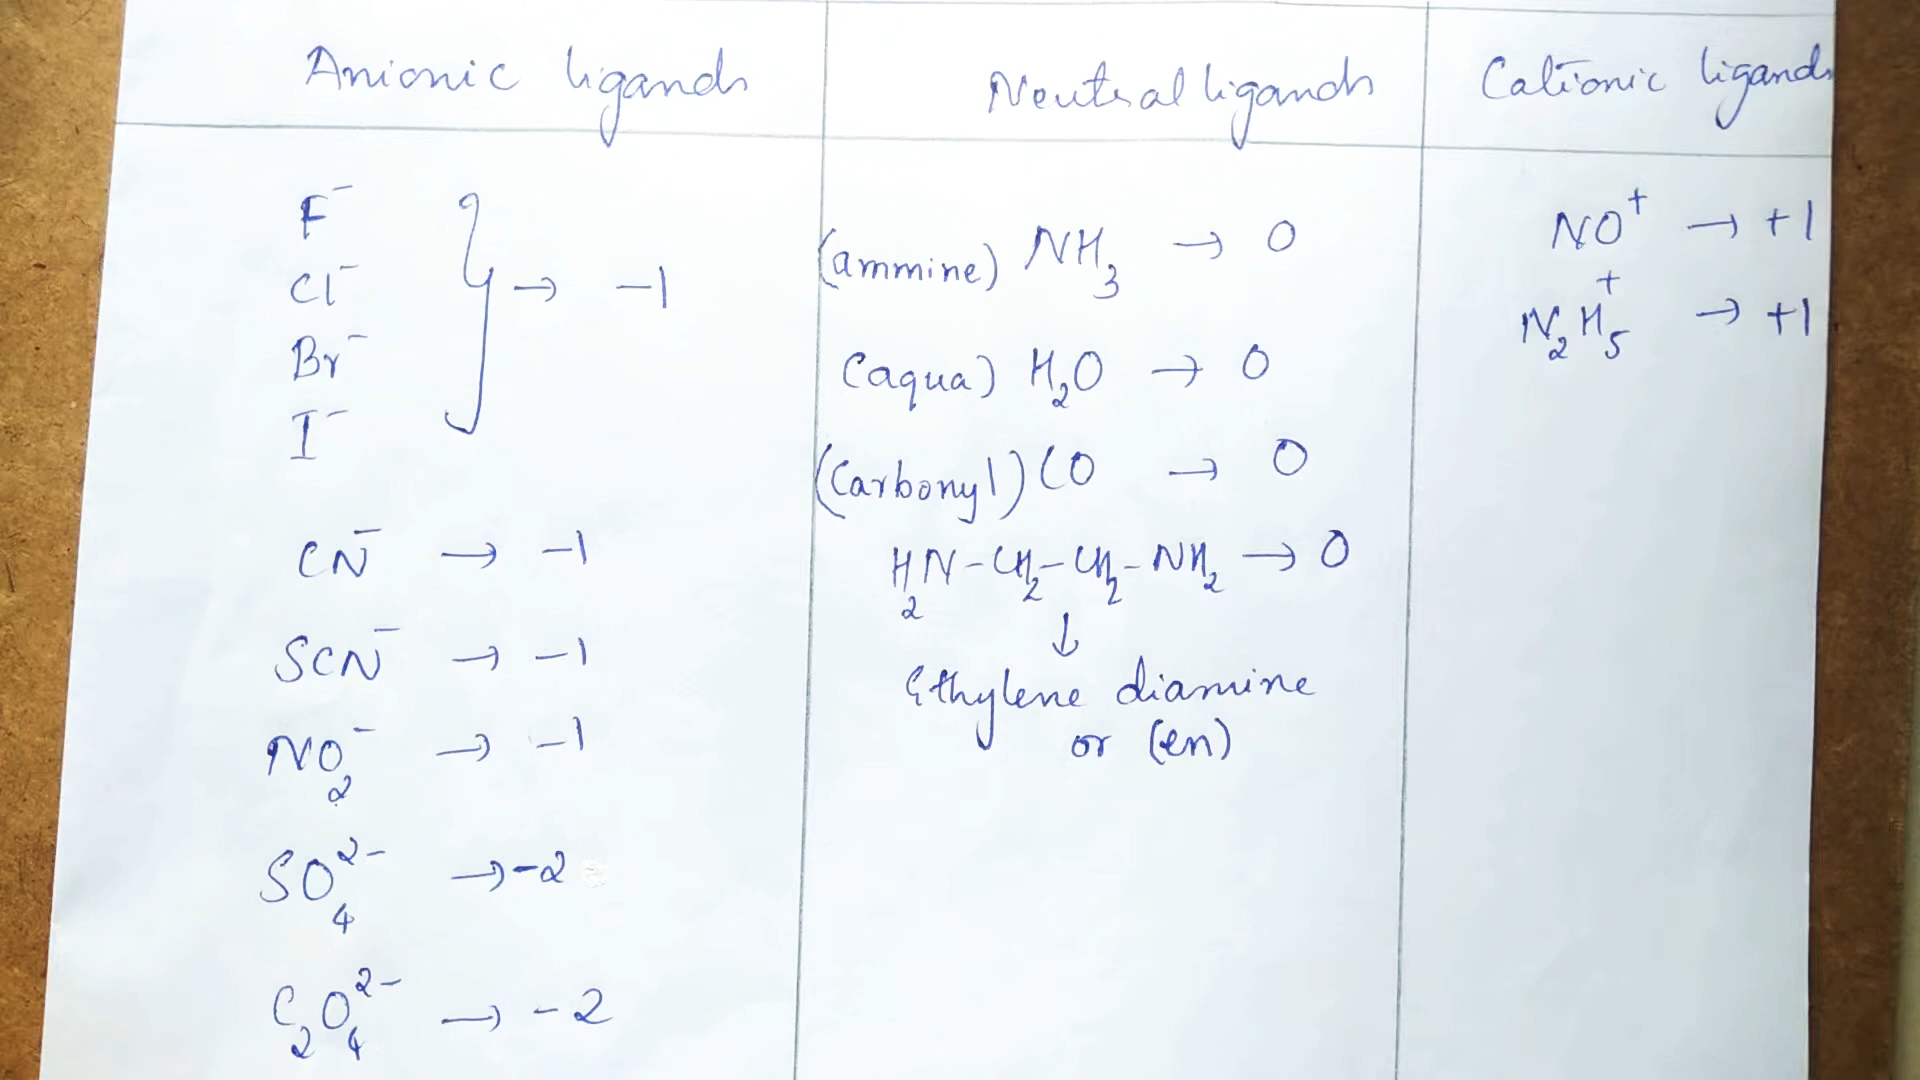 Anionic ligands
F⁻
Cl⁻
Br⁻
I⁻
} → -1
CN⁻ → -1
SCN⁻ → -1
NO₂⁻ → -1
SO₄²⁻ → -2
C₂O₄²⁻ → -2
Neutral ligands
(ammine) NH₃ → 0
(aqua) H₂O → 0
(Carbonyl) CO → 0
H₂N-CH₂-CH₂-NH₂ → 0
↓
Ethylene diamine
or (en)
Cationic ligands
NO⁺ → +1
N₂H₅⁺ → +1